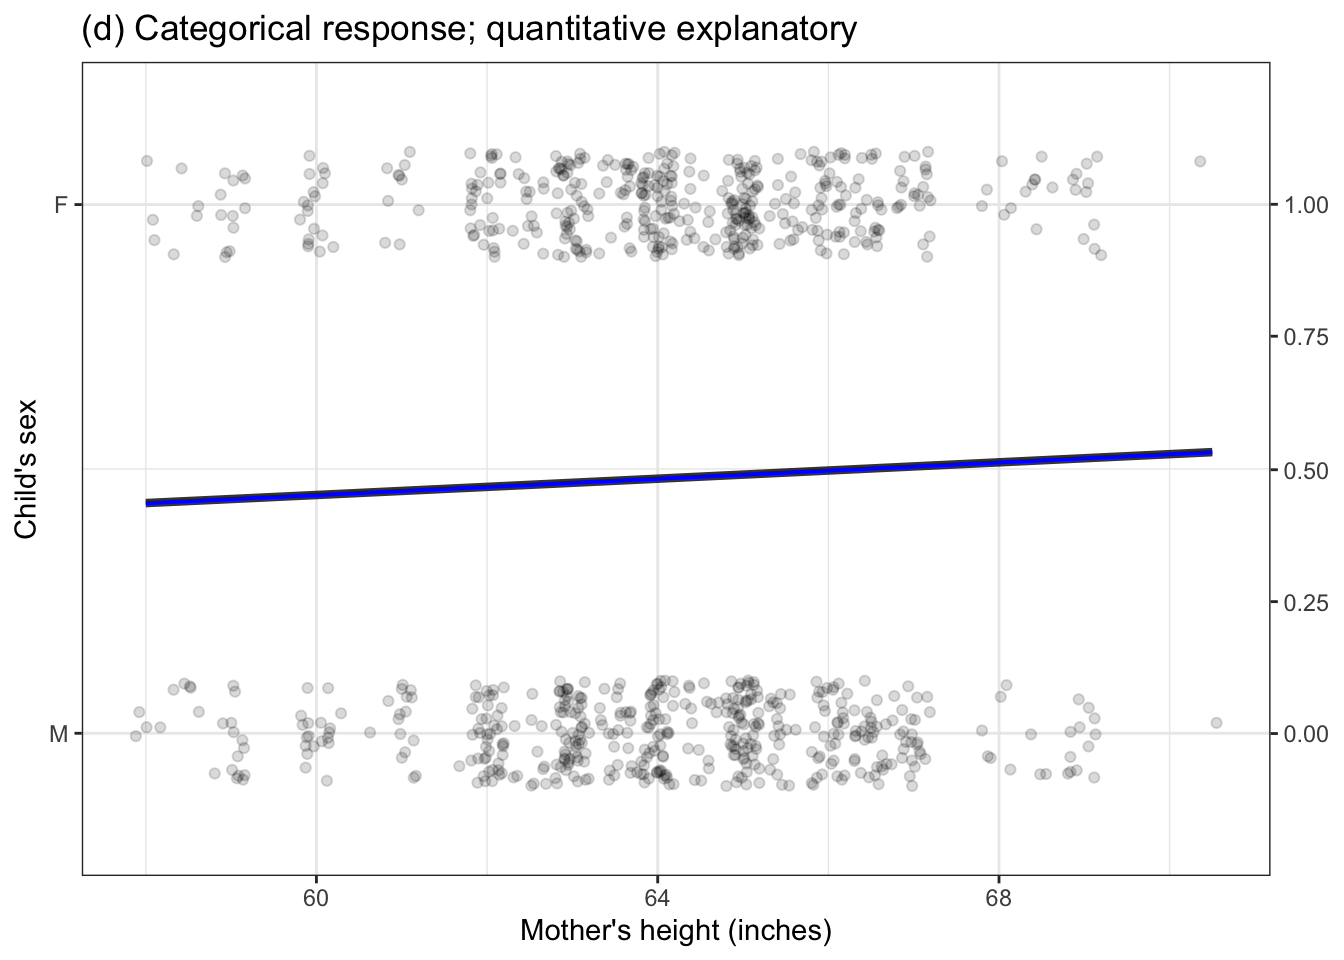 (d) Categorical response; quantitative explanatory
F
M
Child's sex
1.00
0.75
0.50
0.25
0.00
60 64 68
Mother's height (inches)